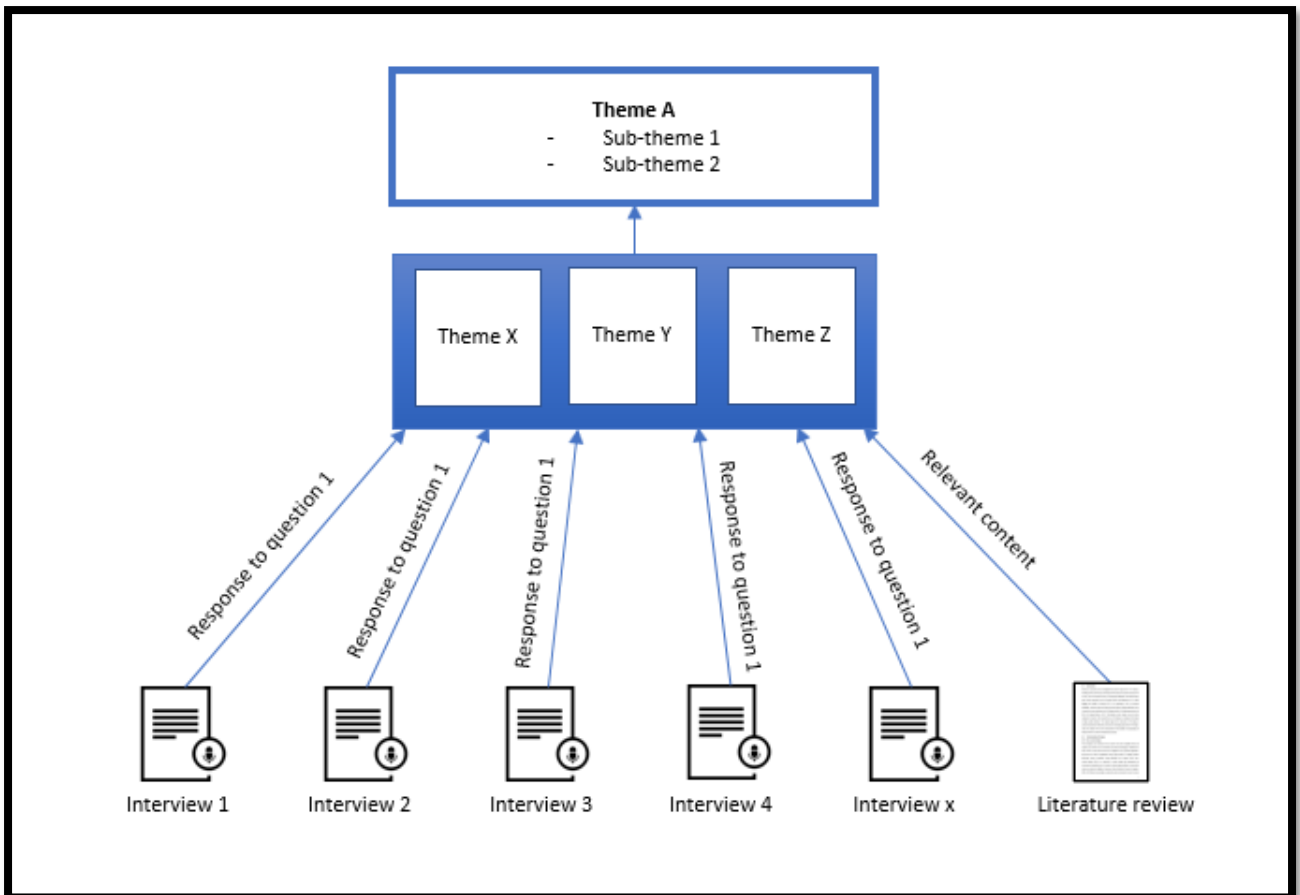 Theme A
- Sub-theme 1
- Sub-theme 2
Theme X
Theme Y
Theme Z
Response to question 1
Response to question 1
Response to question 1
Response to question 1
Response to question 1
Relevant content
Interview 1
Interview 2
Interview 3
Interview 4
Interview x
Literature review